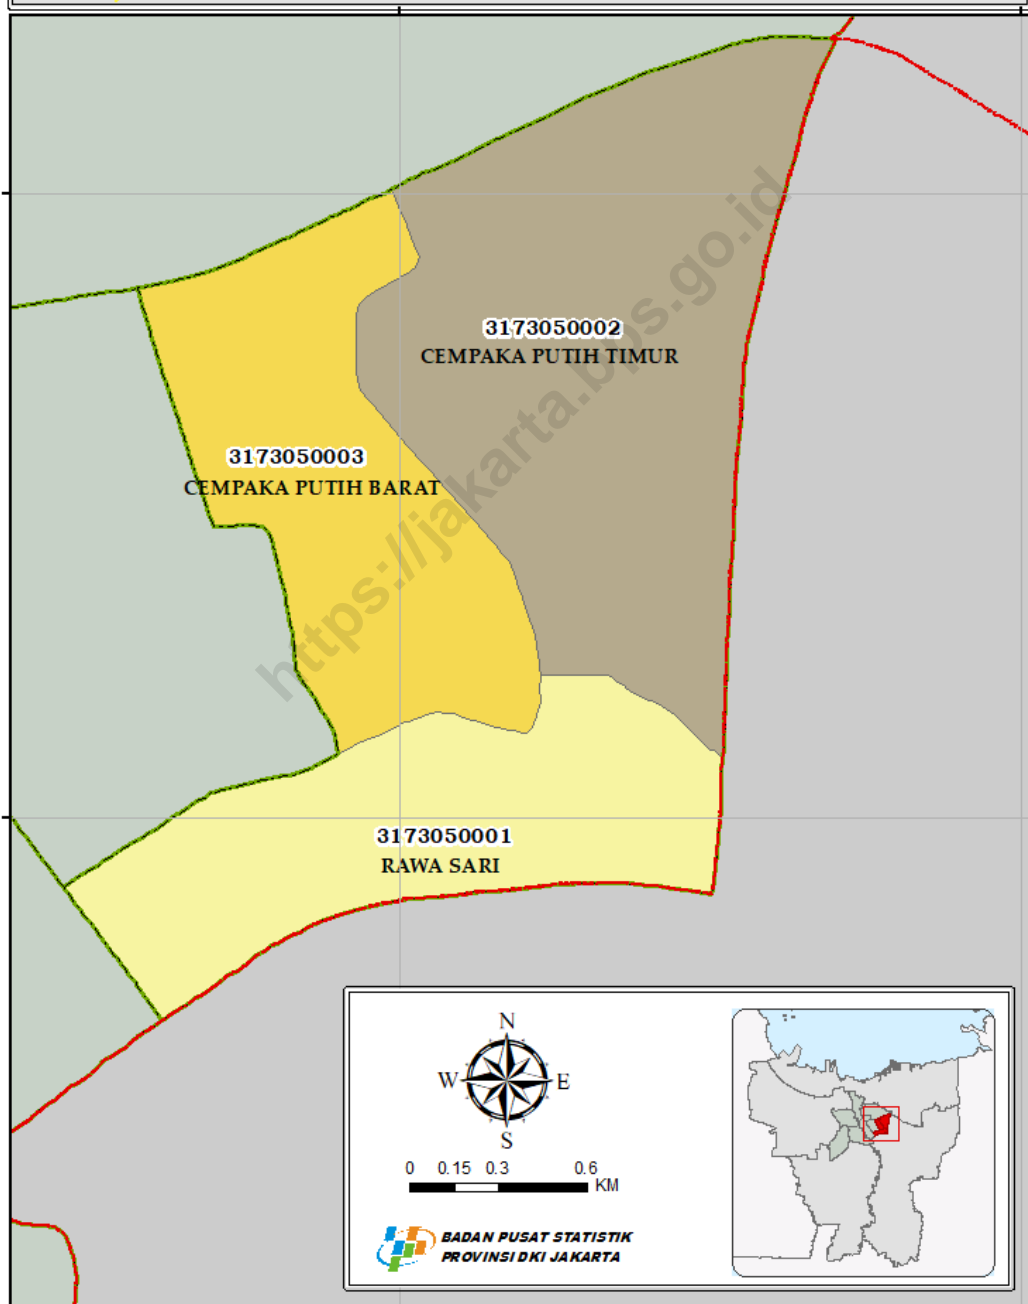 3173050002
CEMPAKA PUTIH TIMUR
3173050003
CEMPAKA PUTIH BARAT
https://jakarta.bps.go.id
3173050001
RAWA SARI
N
W E
S
0 0.15 0.3 0.6
KM
BADAN PUSAT STATISTIK
PROVINSI DKI JAKARTA